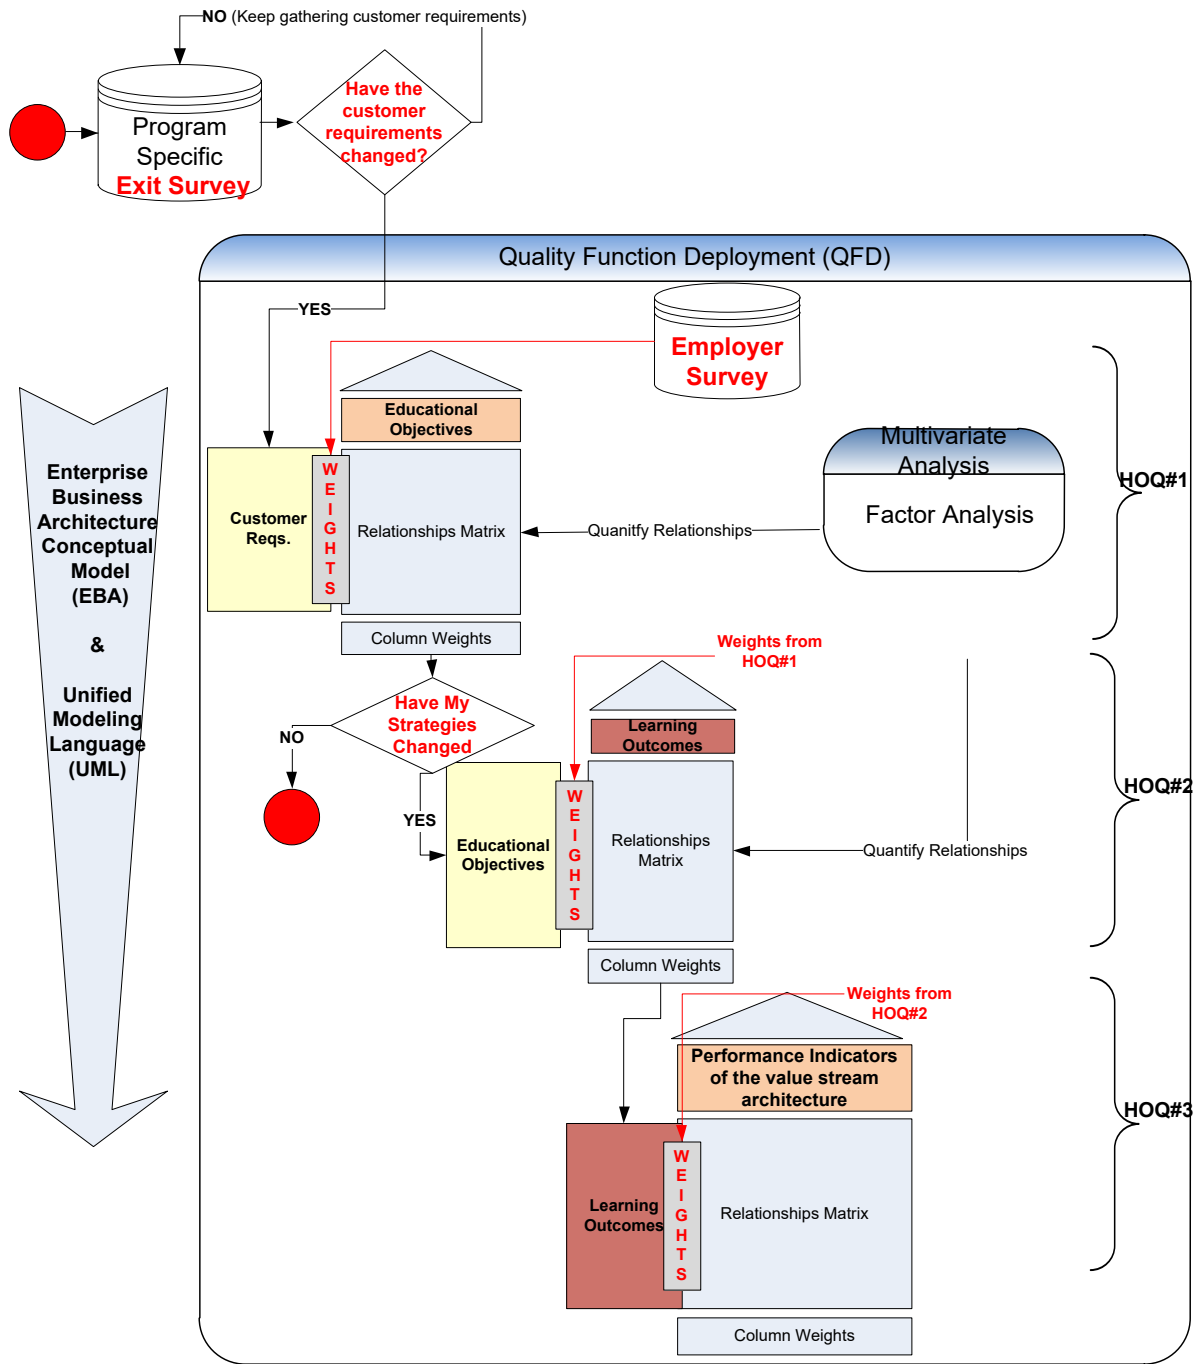 NO (Keep gathering customer requirements)
Program
Specific
Exit Survey
Have the
customer
requirements
changed?
Quality Function Deployment (QFD)
YES
Employer
Survey
Educational
Objectives
Multivariate
Analysis
Factor Analysis
HOQ#1
Enterprise
Business
Architecture
Conceptual
Model
(EBA)
&
Unified
Modeling
Language
(UML)
Customer
Reqs.
W
E
I
G
H
T
S
Relationships Matrix
Quanitfy Relationships
Column Weights
Weights from
HOQ#1
Have My
Strategies
Changed
NO
YES
Learning
Outcomes
HOQ#2
Educational
Objectives
W
E
I
G
H
T
S
Relationships
Matrix
Quantify Relationships
Column Weights
Weights from
HOQ#2
Performance Indicators
of the value stream
architecture
HOQ#3
Learning
Outcomes
W
E
I
G
H
T
S
Relationships Matrix
Column Weights